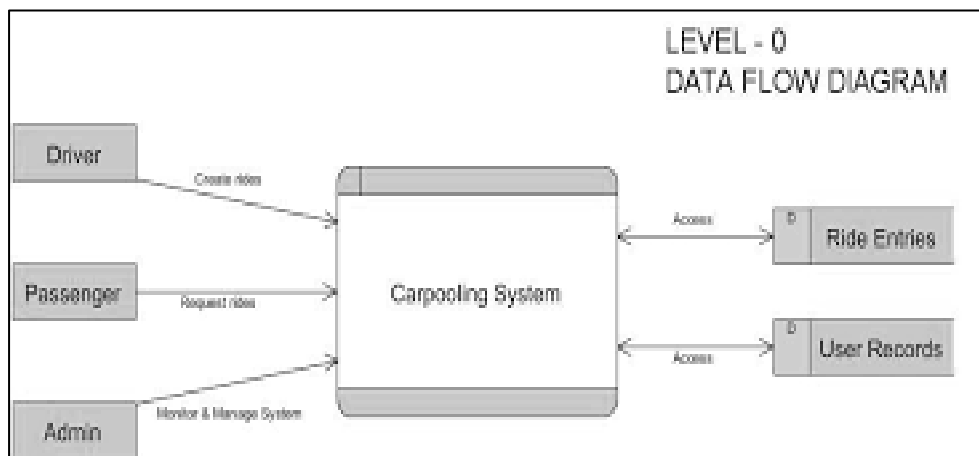 LEVEL - 0
DATA FLOW DIAGRAM
Driver
Create rides
Passenger
Request rides
Admin
Monitor & Manage System
Carpooling System
Access
D
Ride Entries
Access
D
User Records